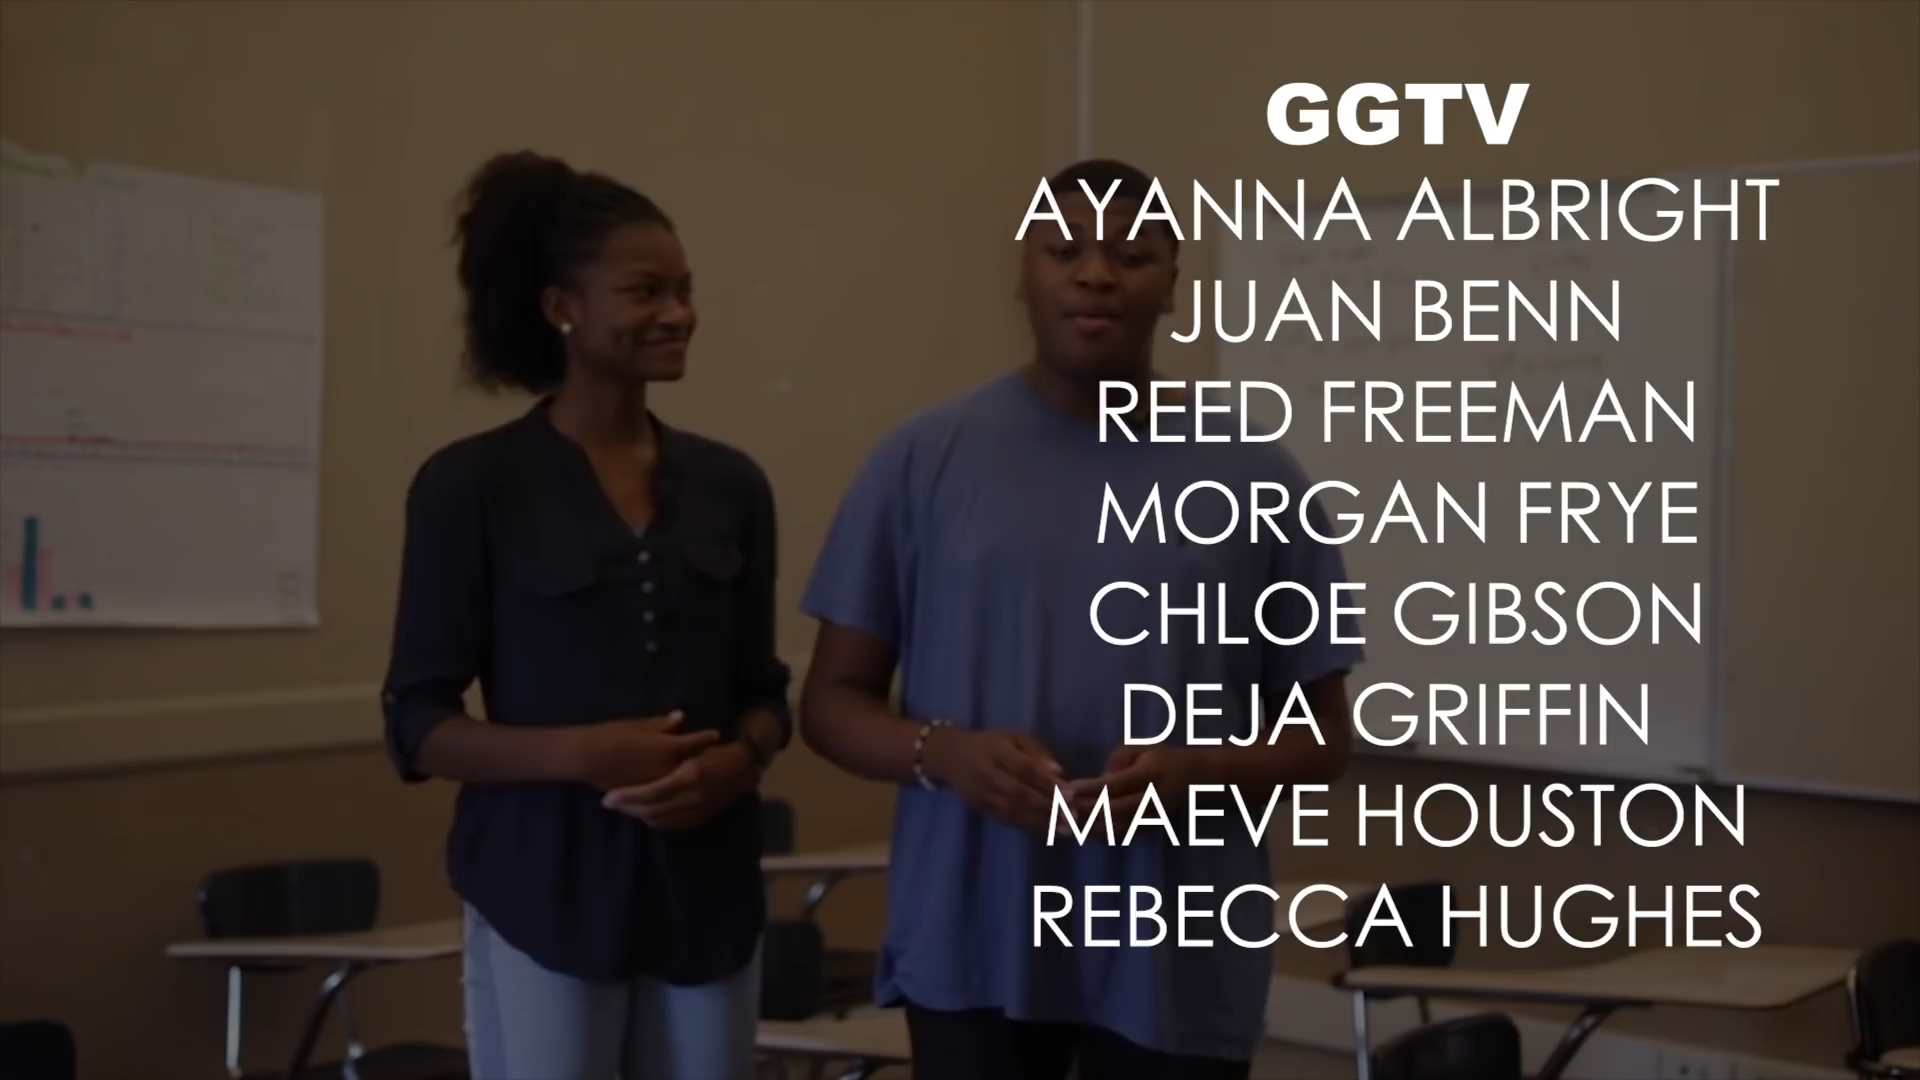 GGTV
AYANNA ALBRIGHT
JUAN BENN
REED FREEMAN
MORGAN FRYE
CHLOE GIBSON
DEJA GRIFFIN
MAEVE HOUSTON
REBECCA HUGHES